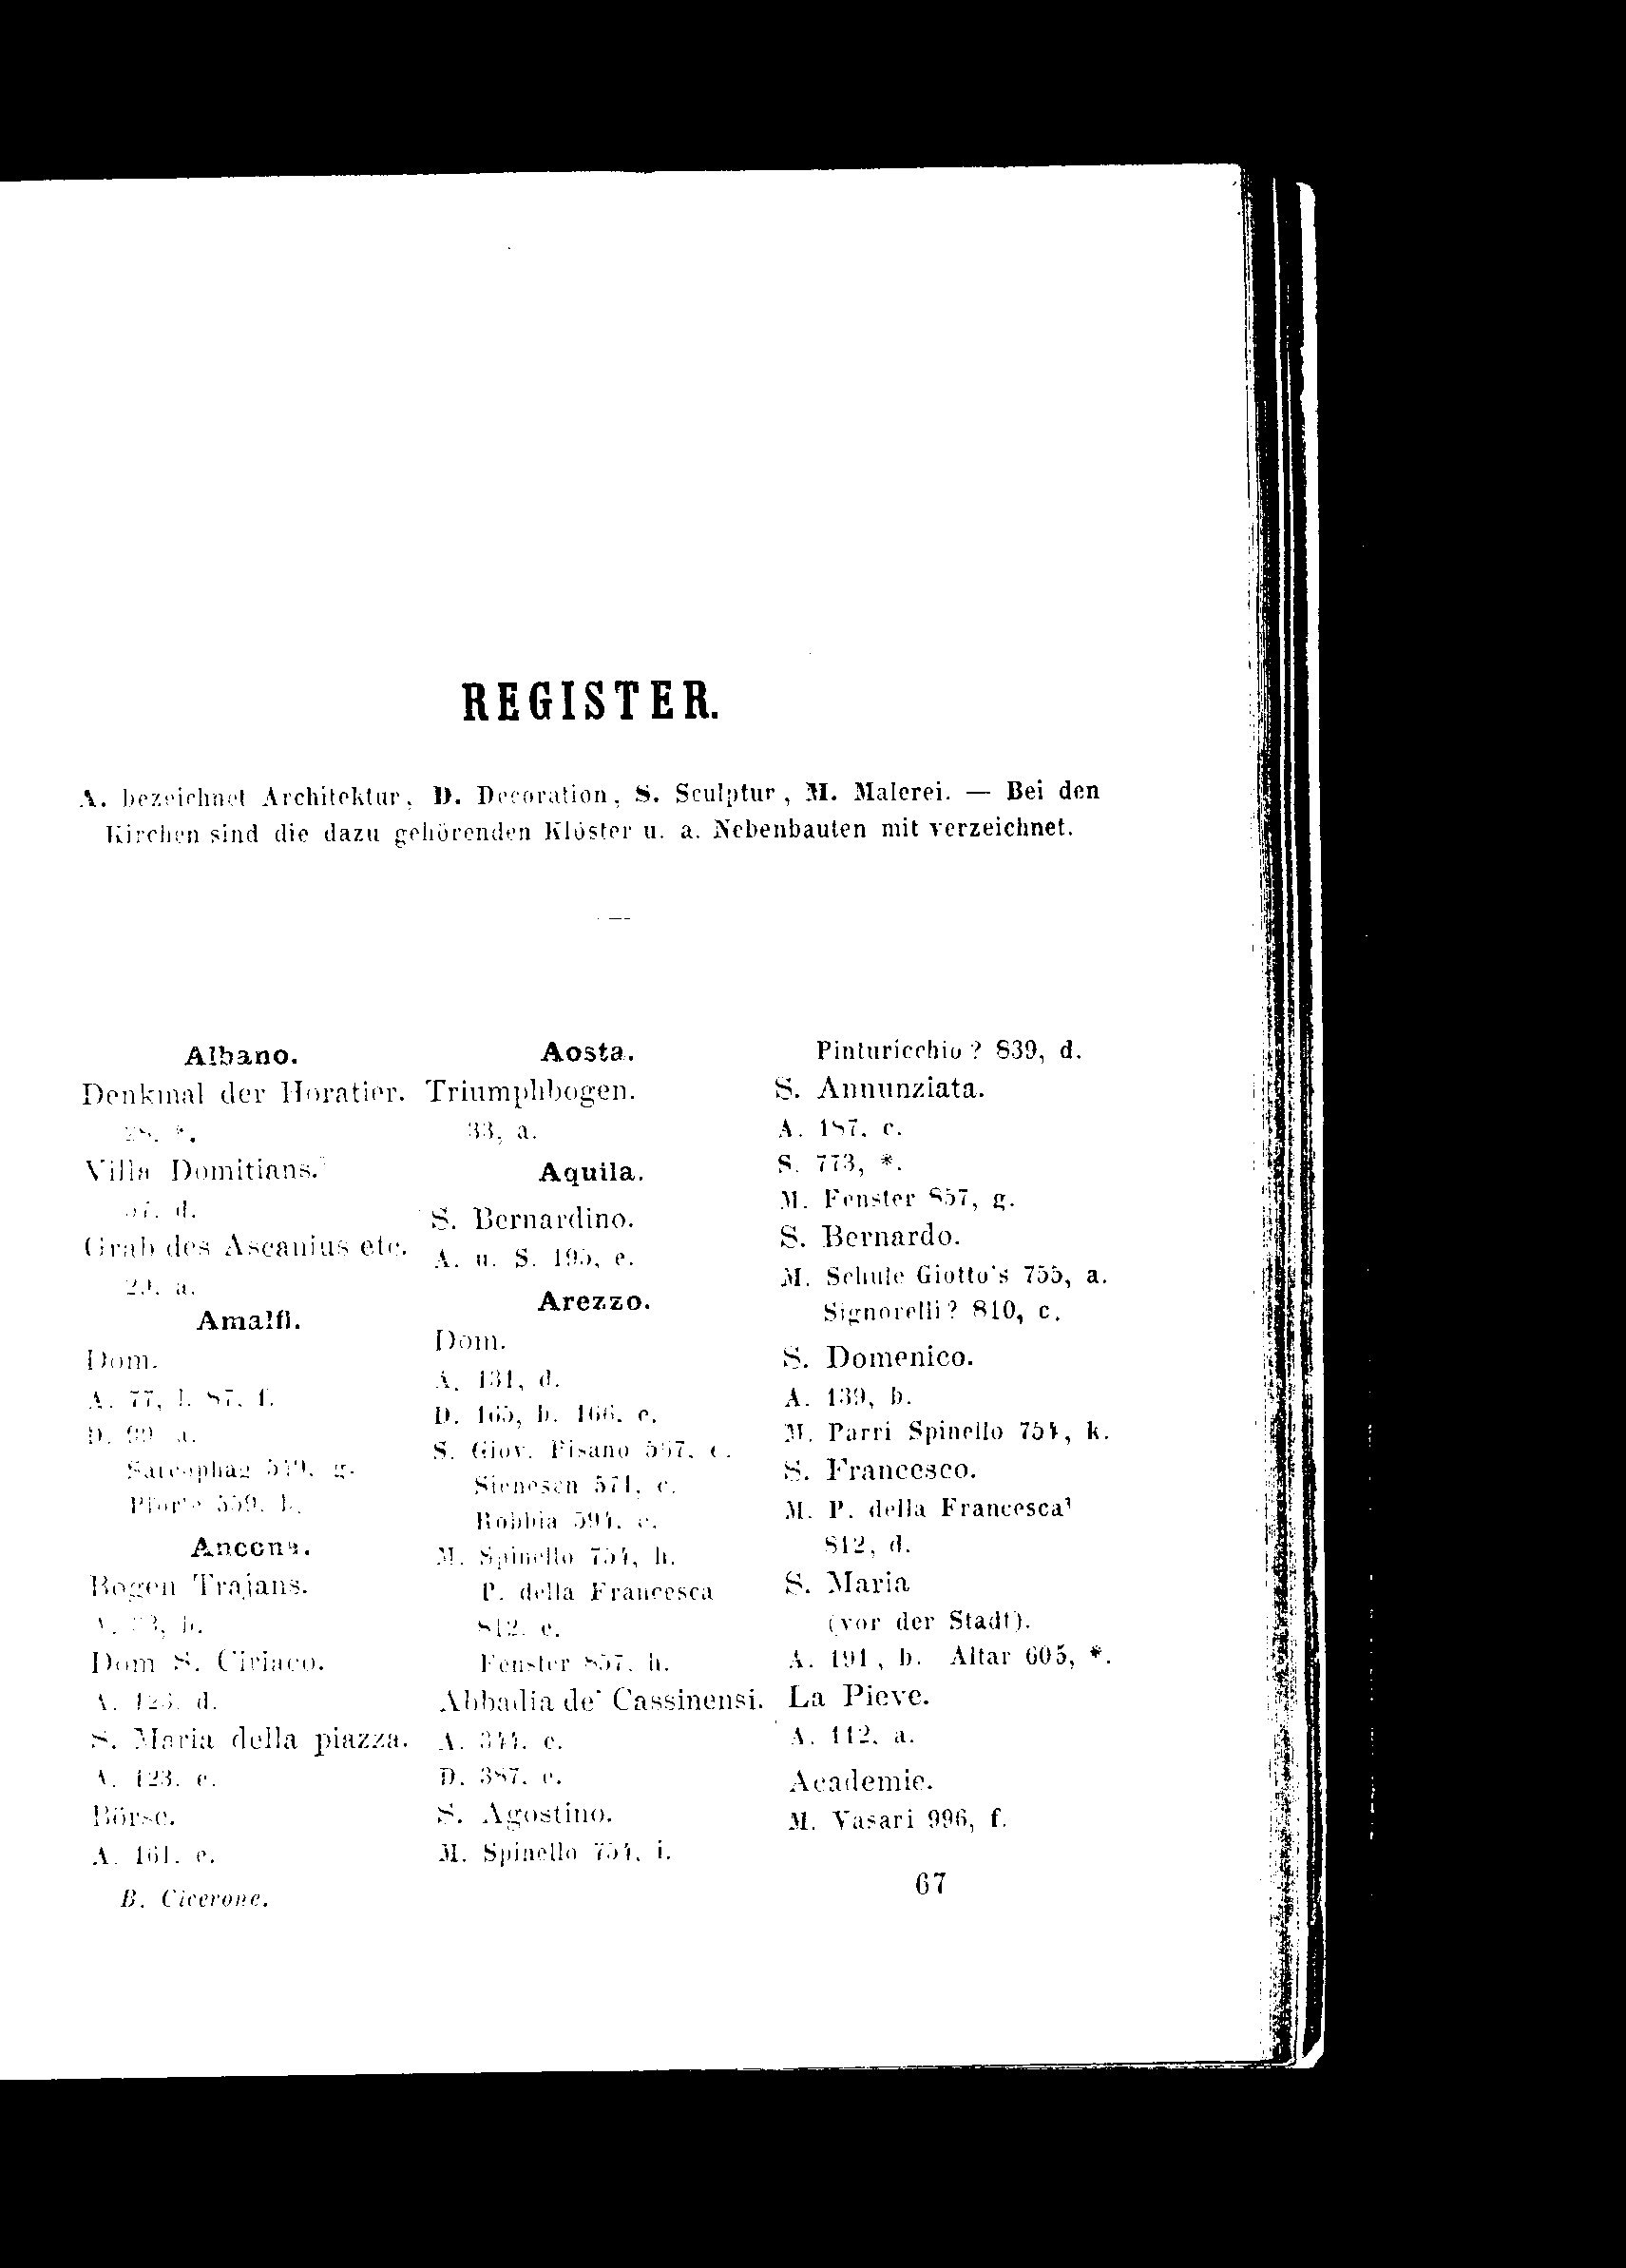 REGISTER.
A. bezeichnet Architektur, D. Decoration, S. Sculptur, M. Malerei. — Bei den
Kirchen sind die dazu gehörenden Klöster u. a. Nebenbauten mit verzeichnet.
Albano.
Denkmal der Horatier.
28, *.
Villa Domitians.
d.
Grab des Ascanius etc.
29. a.
Amalfi.
Dom.
A. 77, l. 87, f.
D. 99 a.
Sarcophag 549, g.
Pforte 559,
Ancona.
Bogen Trajans.
A.
Dom S. Ciriaco.
A. 123, d.
S. Maria della piazza.
A. 123. e.
Börse.
A. 161. e.
B. Cicerone.
Aosta.
Triumphbogen.
33, a.
Aquila.
S. Bernardino.
A. u. S. 195, e.
Arezzo.
Dom.
A. 131, d.
D. 165, b. 166. e.
S. Giov. Pisano 567. c.
Sienesen 571, c.
Robbia 594. e.
M. Spinello 754, h.
P. della Francesca
812. e.
Fenster 857. h.
Abbadia de' Cassinensi.
A. 344. c.
D. 387. e.
S. Agostino.
M. Spinello 754, i.
Pinturicchio? 839, d.
S. Annunziata.
A. 187. c.
S. 773, *.
M. Fenster 857, g.
S. Bernardo.
M. Schule Giotto's 755, a.
Signorelli? 810, c.
S. Domenico.
A. 139, b.
M. Parri Spinello 754, k.
S. Francesco.
M. P. della Francesca
812, d.
S. Maria
(vor der Stadt).
A. 191, b. Altar 605, *.
La Pieve.
A. 112. a.
Academie.
M. Vasari 996, f.
67